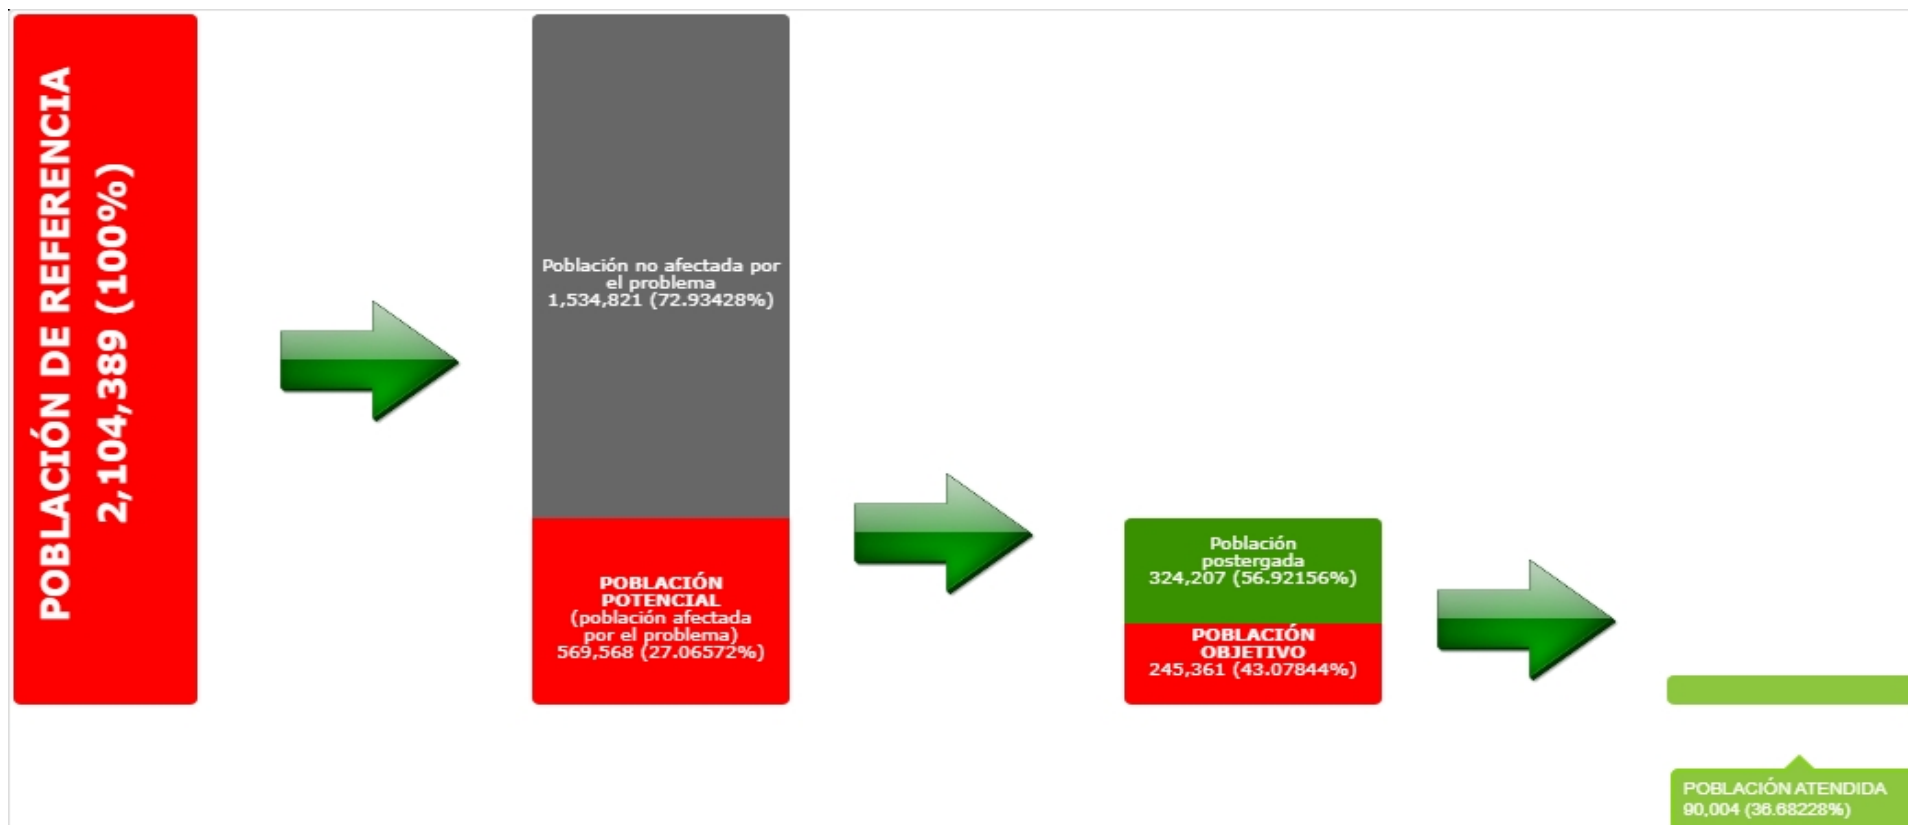 POBLACIÓN DE REFERENCIA
2,104,389 (100%)
Población no afectada por
el problema
1,534,821 (72.93428%)
POBLACIÓN
POTENCIAL
(población afectada
por el problema)
569,568 (27.06572%)
Población
postergada
324,207 (56.92156%)
POBLACIÓN
OBJETIVO
245,361 (43.07844%)
POBLACIÓN ATENDIDA
90,004 (36.68228%)